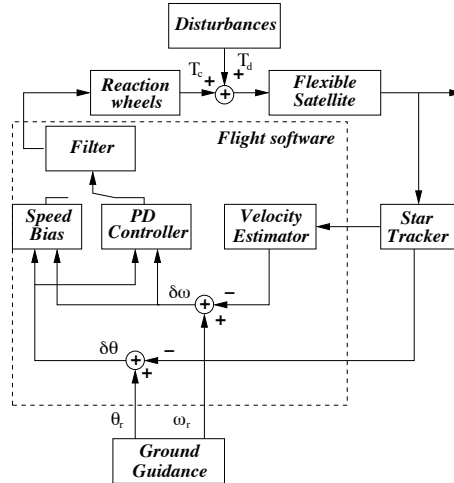 Disturbances
T_c
+
+
T_d
Reaction
wheels
Flexible
Satellite
Filter
Flight software
Speed
Bias
PD
Controller
Velocity
Estimator
Star
Tracker
δω
−
+
δθ
−
+
θ_r
ω_r
Ground
Guidance